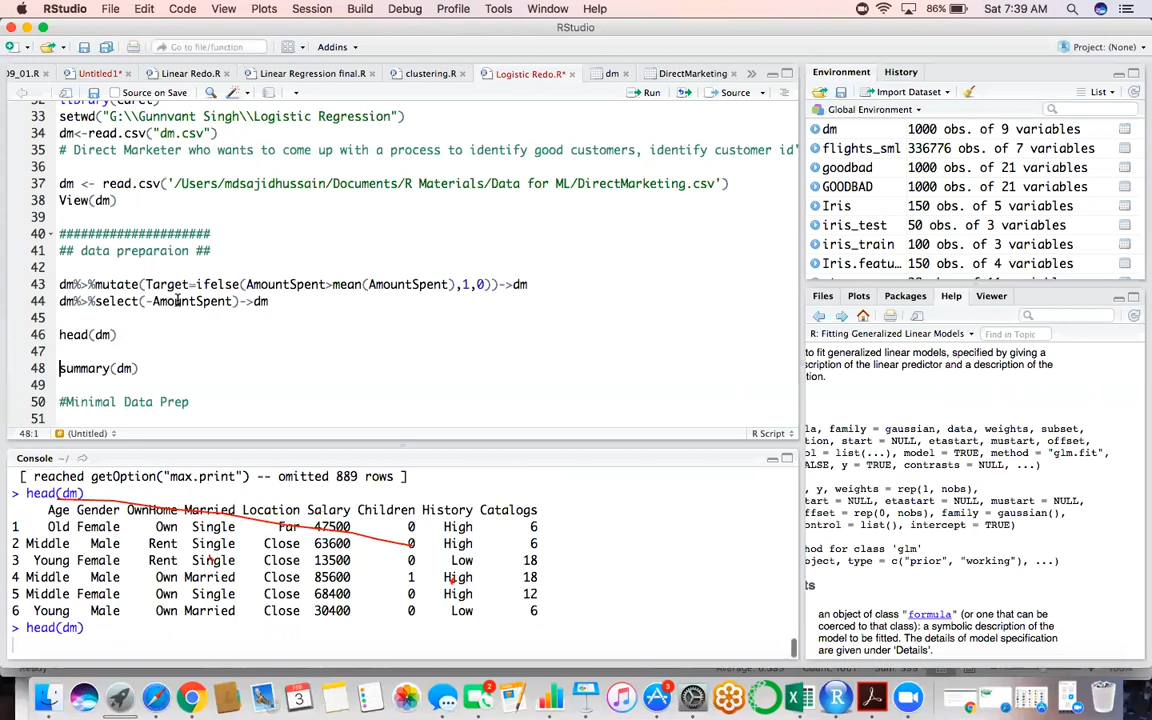 RStudio File Edit Code View Plots Session Build Debug Profile Tools Window Help 86% Sat 7:39 AM
RStudio
Go to file/function Addins Project: (None)
09_01.R Untitled1* Linear Redo.R Linear Regression final.R clustering.R Logistic Redo.R* dm DirectMarketing
Source on Save Run Source
32 library(caret)
33 setwd("G:\\Gunnvant Singh\\Logistic Regression")
34 dm<-read.csv("dm.csv")
35 # Direct Marketer who wants to come up with a process to identify good customers, identify customer id'
36
37 dm <- read.csv('/Users/mdsajidhussain/Documents/R Materials/Data for ML/DirectMarketing.csv')
38 View(dm)
39
40 #####################
41 ## data preparaion ##
42
43 dm%>%mutate(Target=ifelse(AmountSpent>mean(AmountSpent),1,0))->dm
44 dm%>%select(-AmountSpent)->dm
45
46 head(dm)
47
48 summary(dm)
49
50 #Minimal Data Prep
51
48:1 (Untitled) R Script
Console ~/
[ reached getOption("max.print") -- omitted 889 rows ]
> head(dm)
Age Gender OwnHome Married Location Salary Children History Catalogs
1 Old Female Own Single Far 47500 0 High 6
2 Middle Male Rent Single Close 63600 0 High 6
3 Young Female Rent Single Close 13500 0 Low 18
4 Middle Male Own Married Close 85600 1 High 18
5 Middle Female Own Single Close 68400 0 High 12
6 Young Male Own Married Close 30400 0 Low 6
> head(dm)
Environment History
Import Dataset List
Global Environment
dm 1000 obs. of 9 variables
flights_sml 336776 obs. of 7 variables
goodbad 1000 obs. of 21 variables
GOODBAD 1000 obs. of 21 variables
Iris 150 obs. of 5 variables
iris_test 50 obs. of 3 variables
iris_train 100 obs. of 3 variables
Iris.featu… 150 obs. of 4 variables
Files Plots Packages Help Viewer
R: Fitting Generalized Linear Models Find in Topic
to fit generalized linear models, specified by giving a
scription of the linear predictor and a description of the
tion.
la, family = gaussian, data, weights, subset,
tion, start = NULL, etastart, mustart, offset,
ol = list(...), model = TRUE, method = "glm.fit",
ALSE, y = TRUE, contrasts = NULL, ...)
, y, weights = rep(1, nobs),
start = NULL, etastart = NULL, mustart = NULL,
offset = rep(0, nobs), family = gaussian(),
ontrol = list(), intercept = TRUE)
hod for class 'glm'
object, type = c("prior", "working"), ...)
ts
an object of class "formula" (or one that can be
coerced to that class): a symbolic description of the
model to be fitted. The details of model specification
are given under 'Details'.